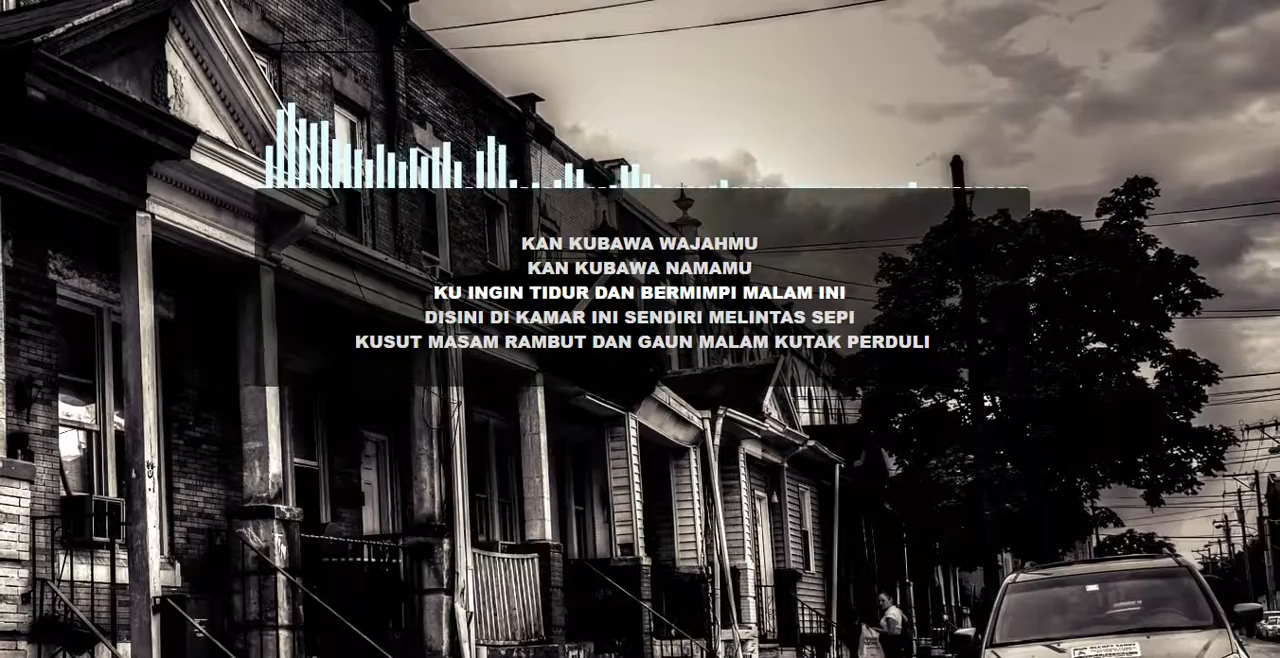 KAN KUBAWA WAJAHMU
KAN KUBAWA NAMAMU
KU INGIN TIDUR DAN BERMIMPI MALAM INI
DISINI DI KAMAR INI SENDIRI MELINTAS SEPI
KUSUT MASAM RAMBUT DAN GAUN MALAM KUTAK PERDULI